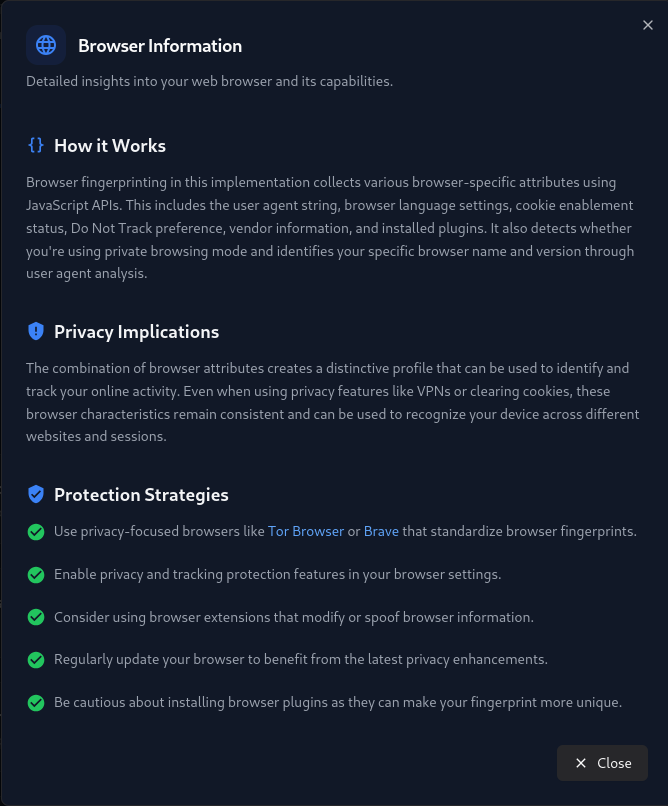 Browser Information
Detailed insights into your web browser and its capabilities.
{} How it Works
Browser fingerprinting in this implementation collects various browser-specific attributes using
JavaScript APIs. This includes the user agent string, browser language settings, cookie enablement
status, Do Not Track preference, vendor information, and installed plugins. It also detects whether
you're using private browsing mode and identifies your specific browser name and version through
user agent analysis.
Privacy Implications
The combination of browser attributes creates a distinctive profile that can be used to identify and
track your online activity. Even when using privacy features like VPNs or clearing cookies, these
browser characteristics remain consistent and can be used to recognize your device across different
websites and sessions.
Protection Strategies
Use privacy-focused browsers like Tor Browser or Brave that standardize browser fingerprints.
Enable privacy and tracking protection features in your browser settings.
Consider using browser extensions that modify or spoof browser information.
Regularly update your browser to benefit from the latest privacy enhancements.
Be cautious about installing browser plugins as they can make your fingerprint more unique.
Close